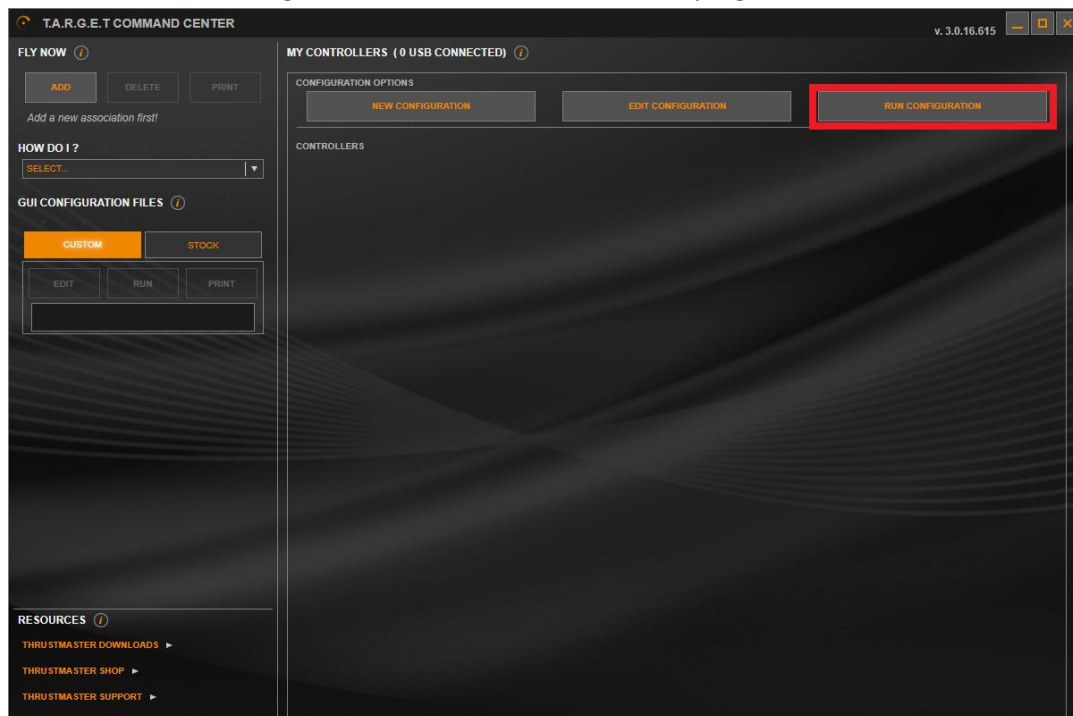 T.A.R.G.E.T COMMAND CENTER
v. 3.0.16.615
FLY NOW
ADD
DELETE
PRINT
Add a new association first!
HOW DO I ?
SELECT...
GUI CONFIGURATION FILES
CUSTOM
STOCK
EDIT
RUN
PRINT
RESOURCES
THRUSTMASTER DOWNLOADS
THRUSTMASTER SHOP
THRUSTMASTER SUPPORT
MY CONTROLLERS ( 0 USB CONNECTED)
CONFIGURATION OPTIONS
NEW CONFIGURATION
EDIT CONFIGURATION
RUN CONFIGURATION
CONTROLLERS